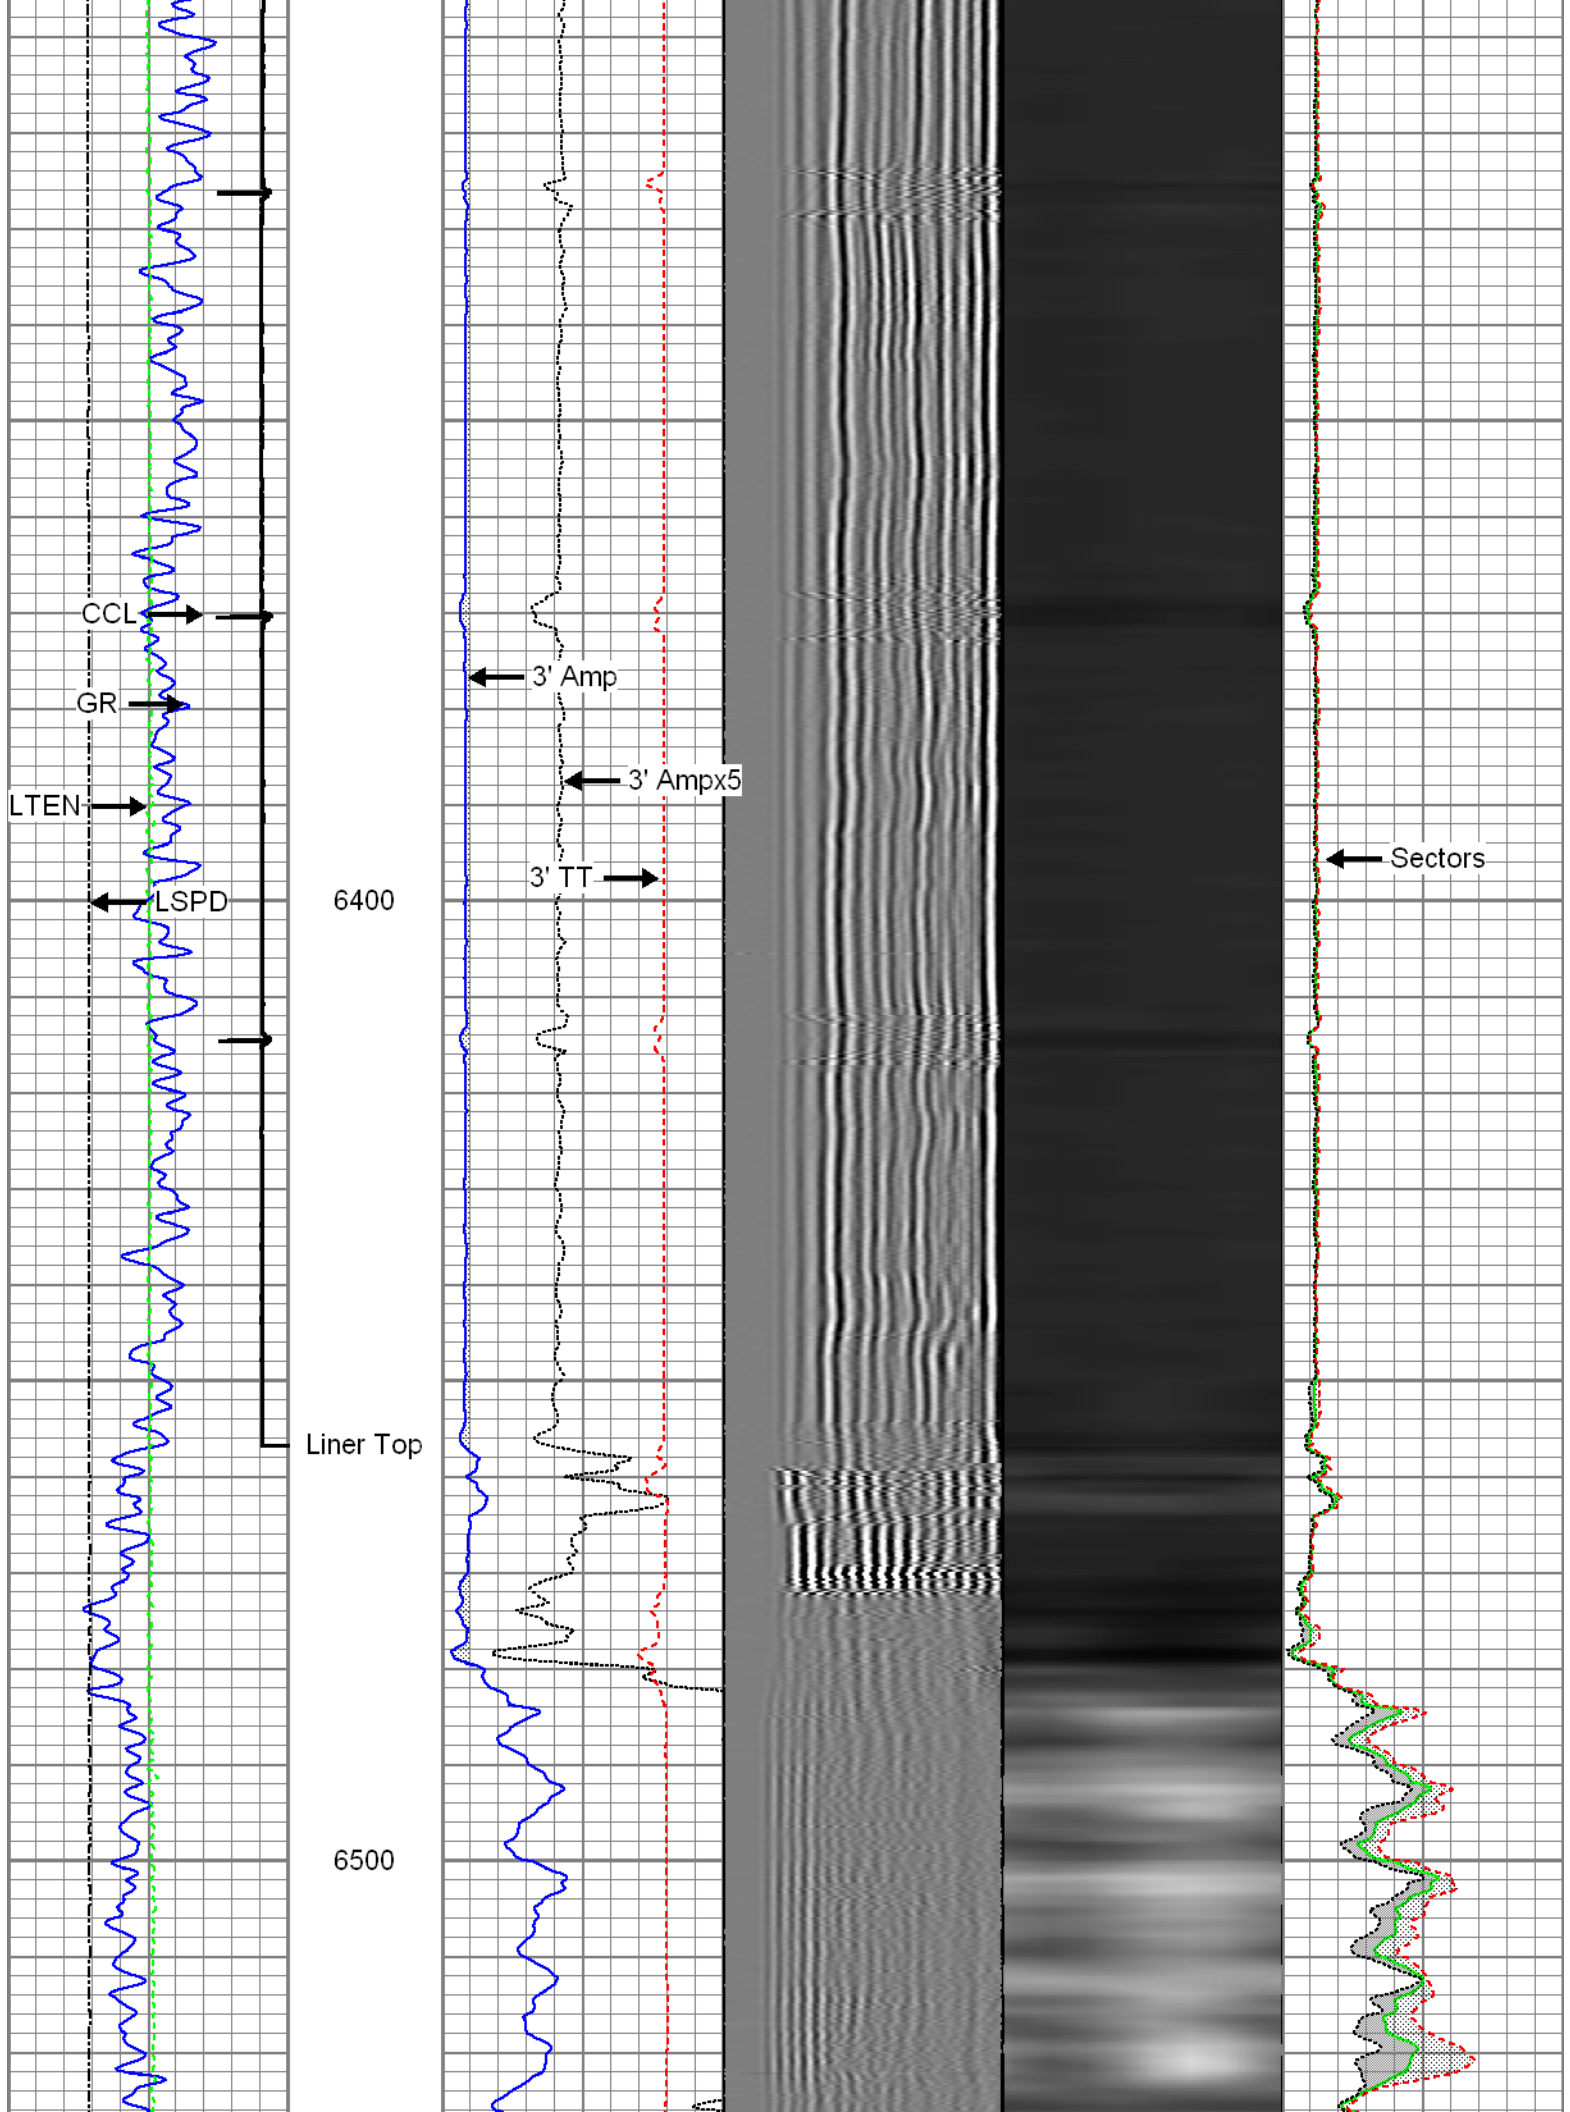 CCL
3' Amp
GR
3' Ampx5
LTEN
Sectors
3' TT
LSPD
6400
Liner Top
6500